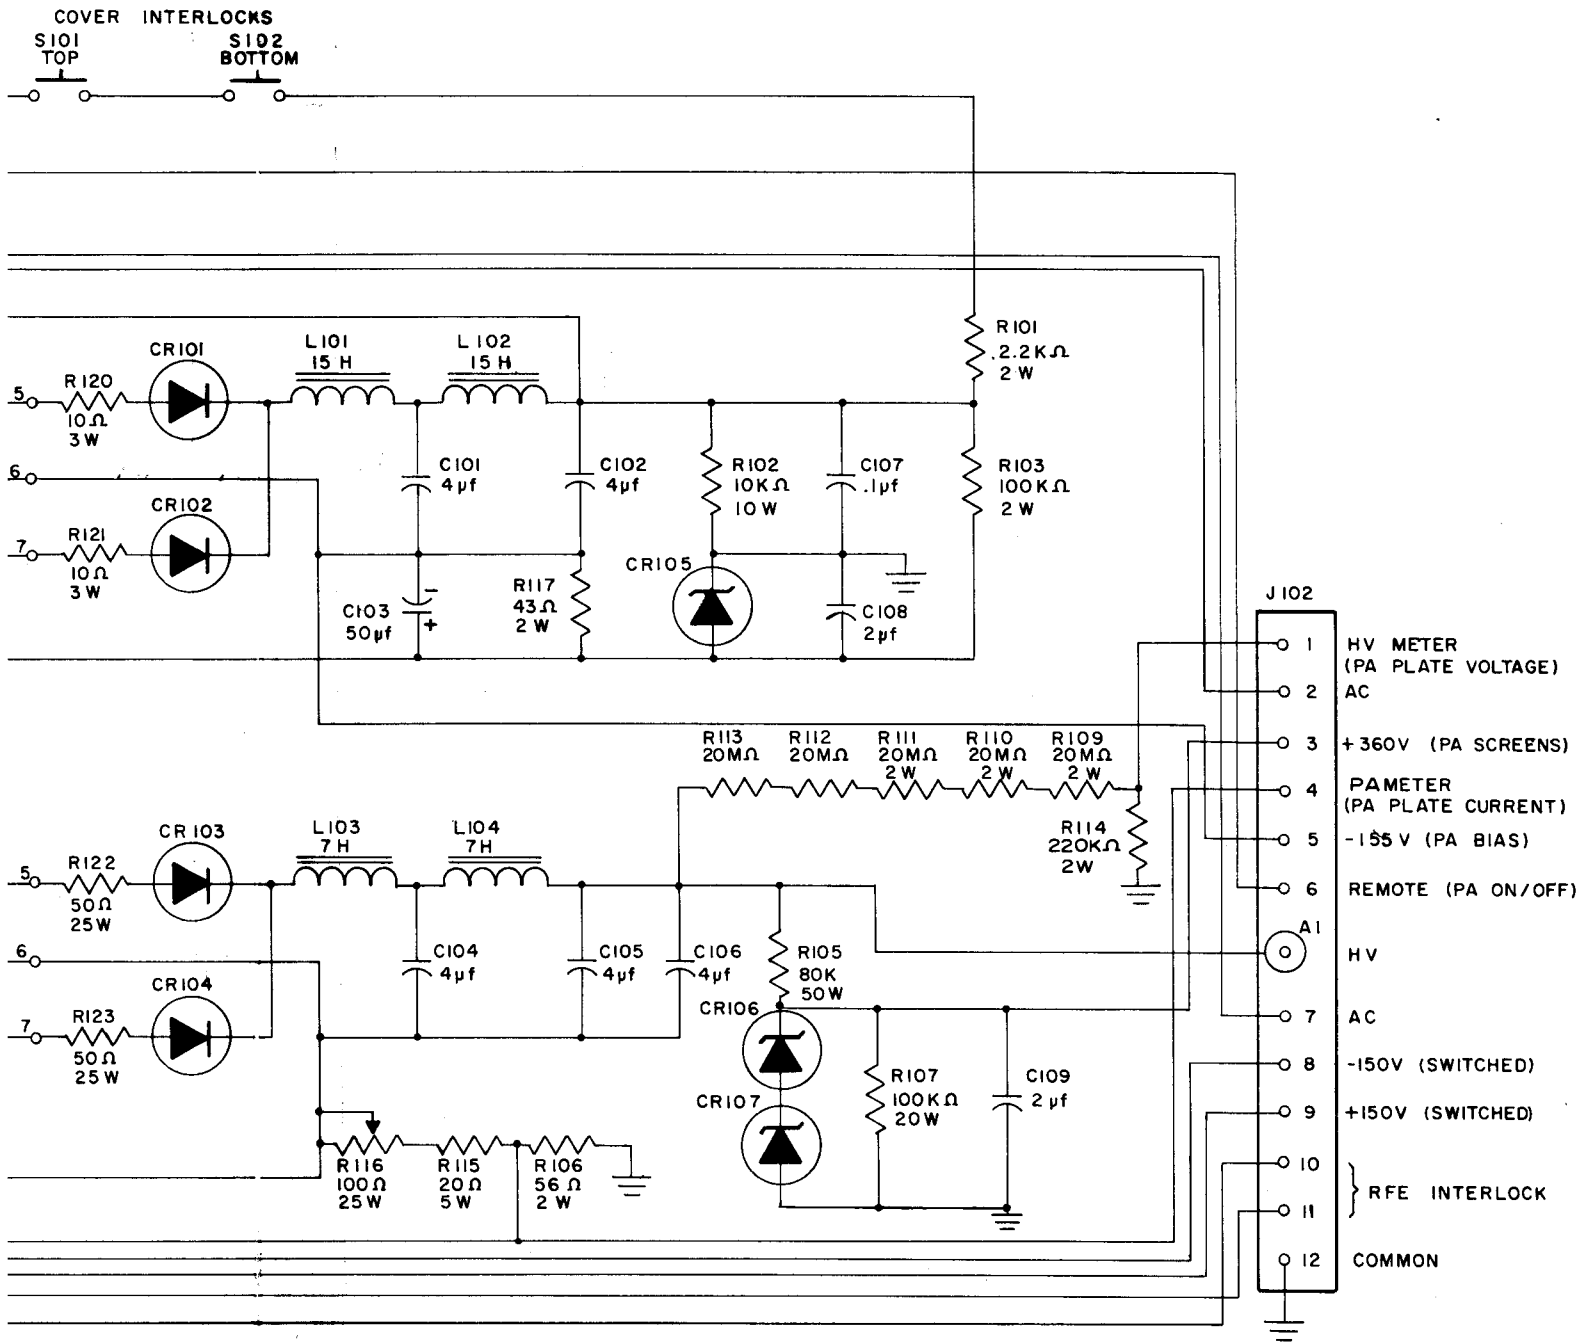 COVER INTERLOCKS
S101
TOP
S102
BOTTOM
R101
2.2KΩ
2W
CR101
L101
15 H
L102
15 H
5
R120
10Ω
3W
6
C101
4µf
C102
4µf
R102
10KΩ
10W
C107
.1µf
R103
100KΩ
2W
CR102
7
R121
10Ω
3W
C103
50µf
-
+
R117
43Ω
2W
CR105
C108
2µf
J102
1 HV METER
(PA PLATE VOLTAGE)
2 AC
3 +360V (PA SCREENS)
4 PA METER
(PA PLATE CURRENT)
5 -155V (PA BIAS)
6 REMOTE (PA ON/OFF)
A1
HV
7 AC
8 -150V (SWITCHED)
9 +150V (SWITCHED)
10
11
RFE INTERLOCK
12 COMMON
R113
20MΩ
R112
20MΩ
R111
20MΩ
2W
R110
20MΩ
2W
R109
20MΩ
2W
R114
220KΩ
2W
CR103
L103
7H
L104
7H
5
R122
50Ω
25W
6
C104
4µf
C105
4µf
C106
4µf
R105
80K
50W
CR104
7
R123
50Ω
25W
CR106
CR107
R107
100KΩ
20W
C109
2µf
R116
100Ω
25W
R115
20Ω
5W
R106
56Ω
2W